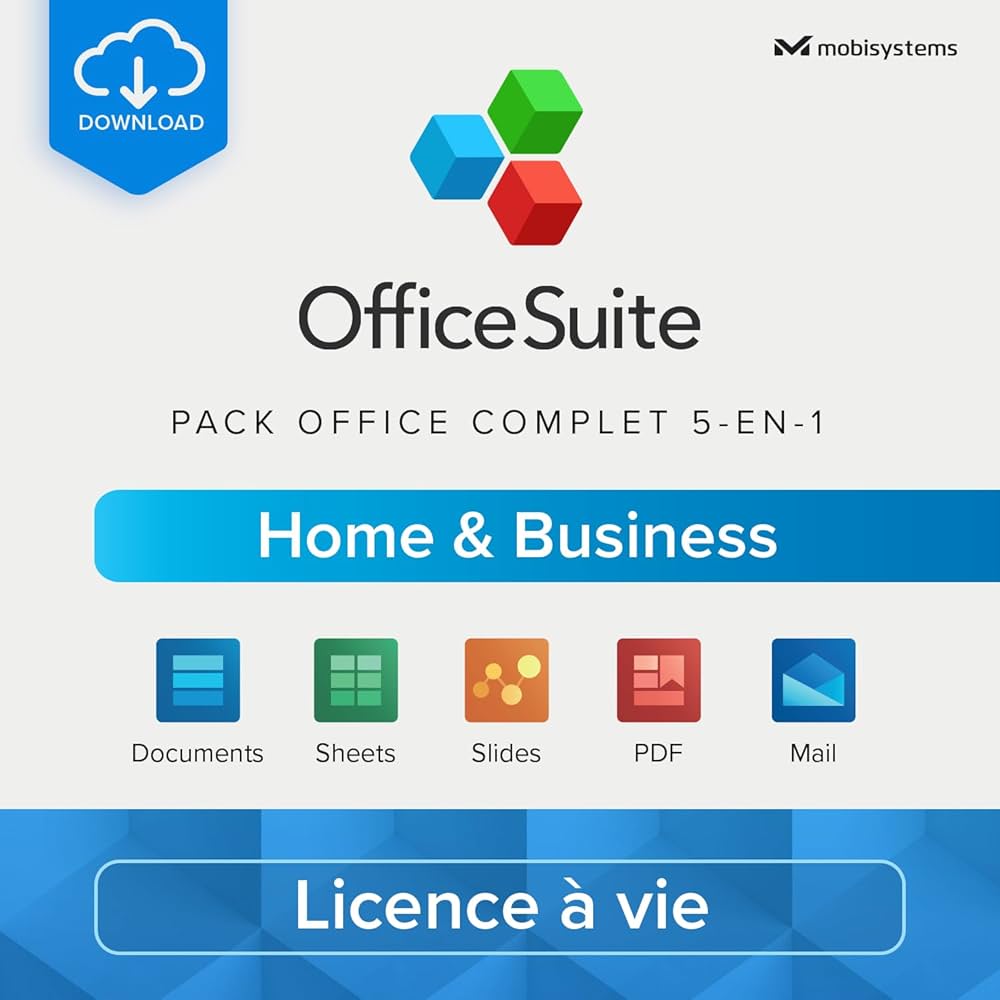 DOWNLOAD
mobisystems
OfficeSuite
PACK OFFICE COMPLET 5-EN-1
Home & Business
Documents
Sheets
Slides
PDF
Mail
Licence à vie